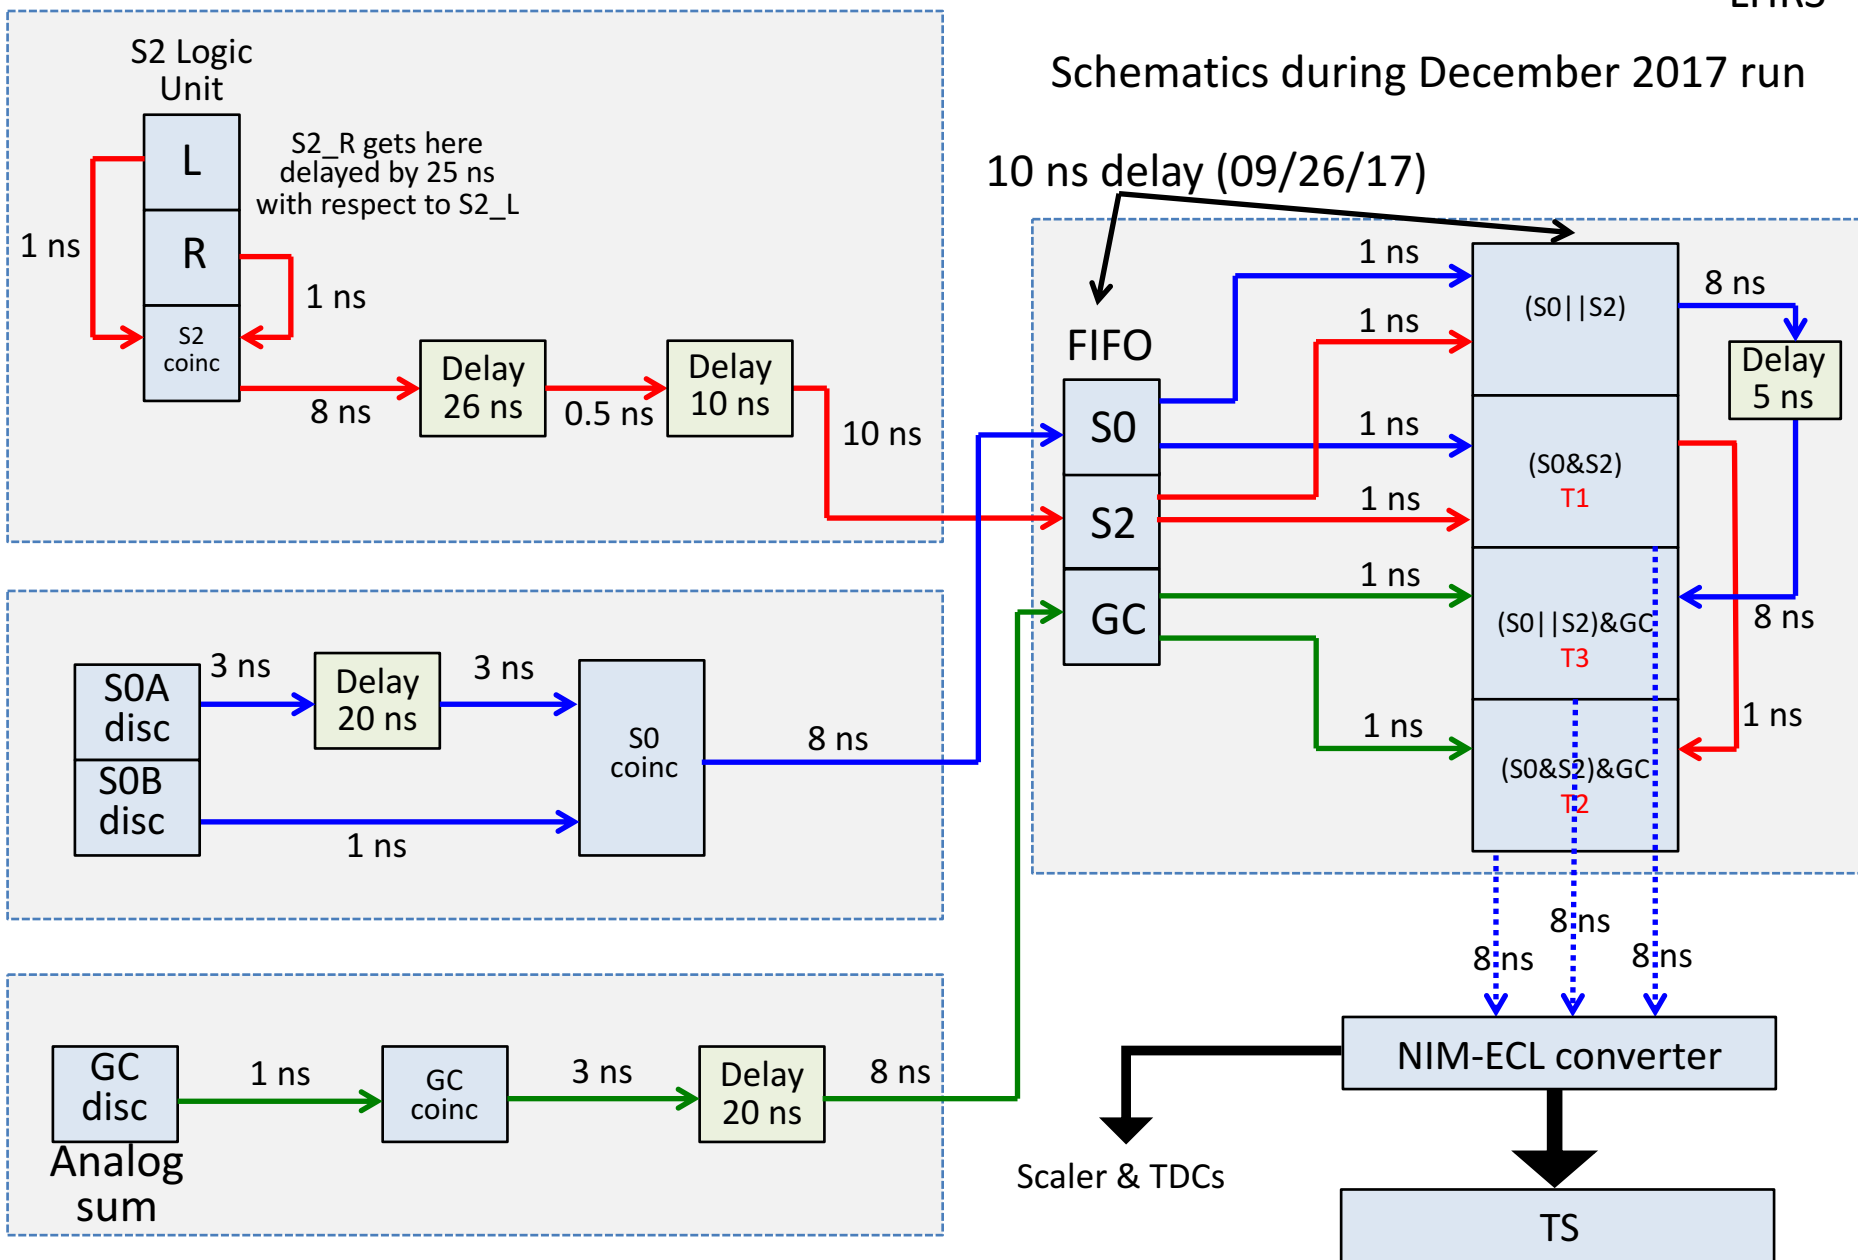 Schematics during December 2017 run
S2 Logic
Unit
L
R
S2
coinc
S2_R gets here
delayed by 25 ns
with respect to S2_L
1 ns
1 ns
8 ns
Delay
26 ns
0.5 ns
Delay
10 ns
10 ns
S0A
disc
S0B
disc
3 ns
Delay
20 ns
3 ns
1 ns
S0
coinc
8 ns
GC
disc
Analog
sum
1 ns
GC
coinc
3 ns
Delay
20 ns
8 ns
10 ns delay (09/26/17)
FIFO
S0
S2
GC
1 ns
1 ns
1 ns
1 ns
1 ns
1 ns
(S0||S2)
(S0&S2)
T1
(S0||S2)&GC
T3
(S0&S2)&GC
T2
8 ns
Delay
5 ns
8 ns
1 ns
8 ns
8 ns
8 ns
NIM-ECL converter
Scaler & TDCs
TS